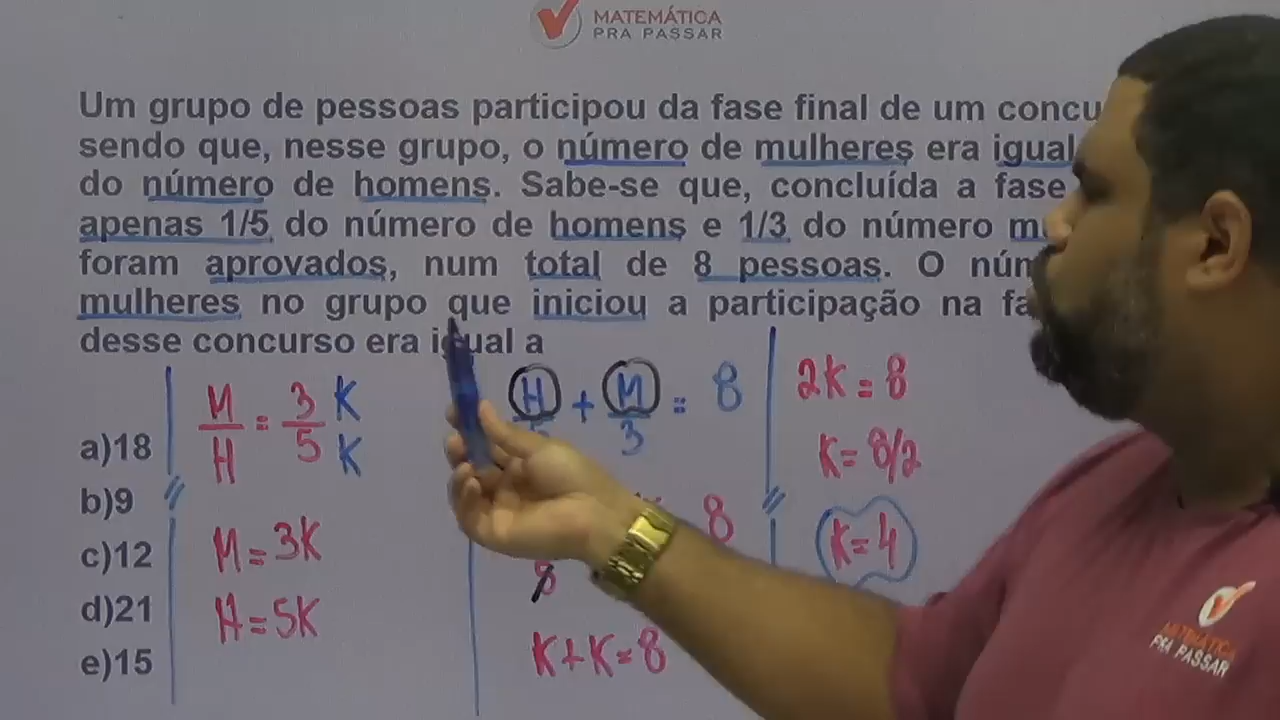 MATEMÁTICA
PRA PASSAR
Um grupo de pessoas participou da fase final de um
sendo que, nesse grupo, o número de mulheres era igual
do número de homens. Sabe-se que, concluída a fase
apenas 1/5 do número de homens e 1/3 do número
foram aprovados, num total de 8 pessoas. O
mulheres no grupo que iniciou a participação na
desse concurso era igual a
a)18
b)9
c)12
d)21
e)15
M/H = 3/5 K/K
M = 3K
H = 5K
H + M/3 = 8
8
K+K=8
2K = 8
K = 8/2
K = 4
MATEMÁTICA
PRA PASSAR